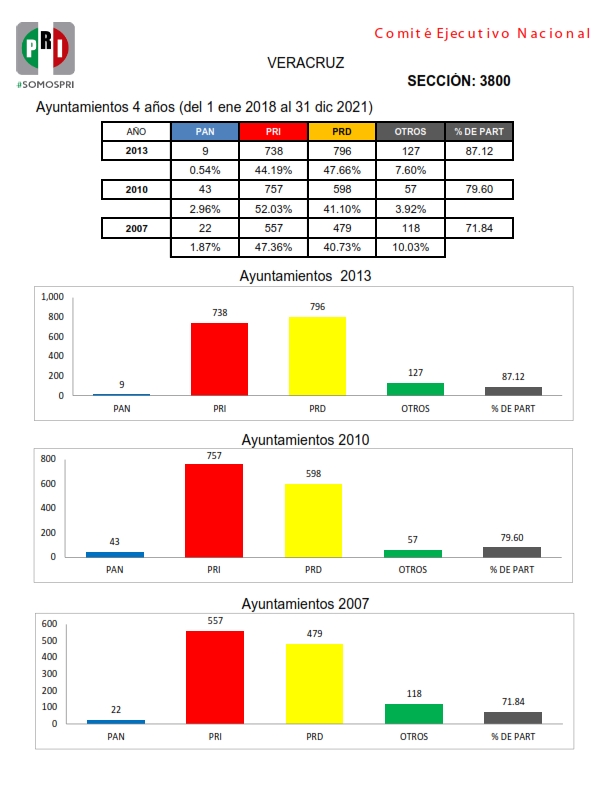 PRI
#SOMOSPRI
Comité Ejecutivo Nacional
VERACRUZ
SECCIÓN: 3800
Ayuntamientos 4 años (del 1 ene 2018 al 31 dic 2021)
AÑO PAN PRI PRD OTROS % DE PART
2013 9 738 796 127 87.12
0.54% 44.19% 47.66% 7.60%
2010 43 757 598 57 79.60
2.96% 52.03% 41.10% 3.92%
2007 22 557 479 118 71.84
1.87% 47.36% 40.73% 10.03%
Ayuntamientos 2013
1,000
800
600
400
200
0
9 738 796 127 87.12
PAN PRI PRD OTROS % DE PART
Ayuntamientos 2010
800
600
400
200
0
43 757 598 57 79.60
PAN PRI PRD OTROS % DE PART
Ayuntamientos 2007
600
500
400
300
200
100
0
22 557 479 118 71.84
PAN PRI PRD OTROS % DE PART